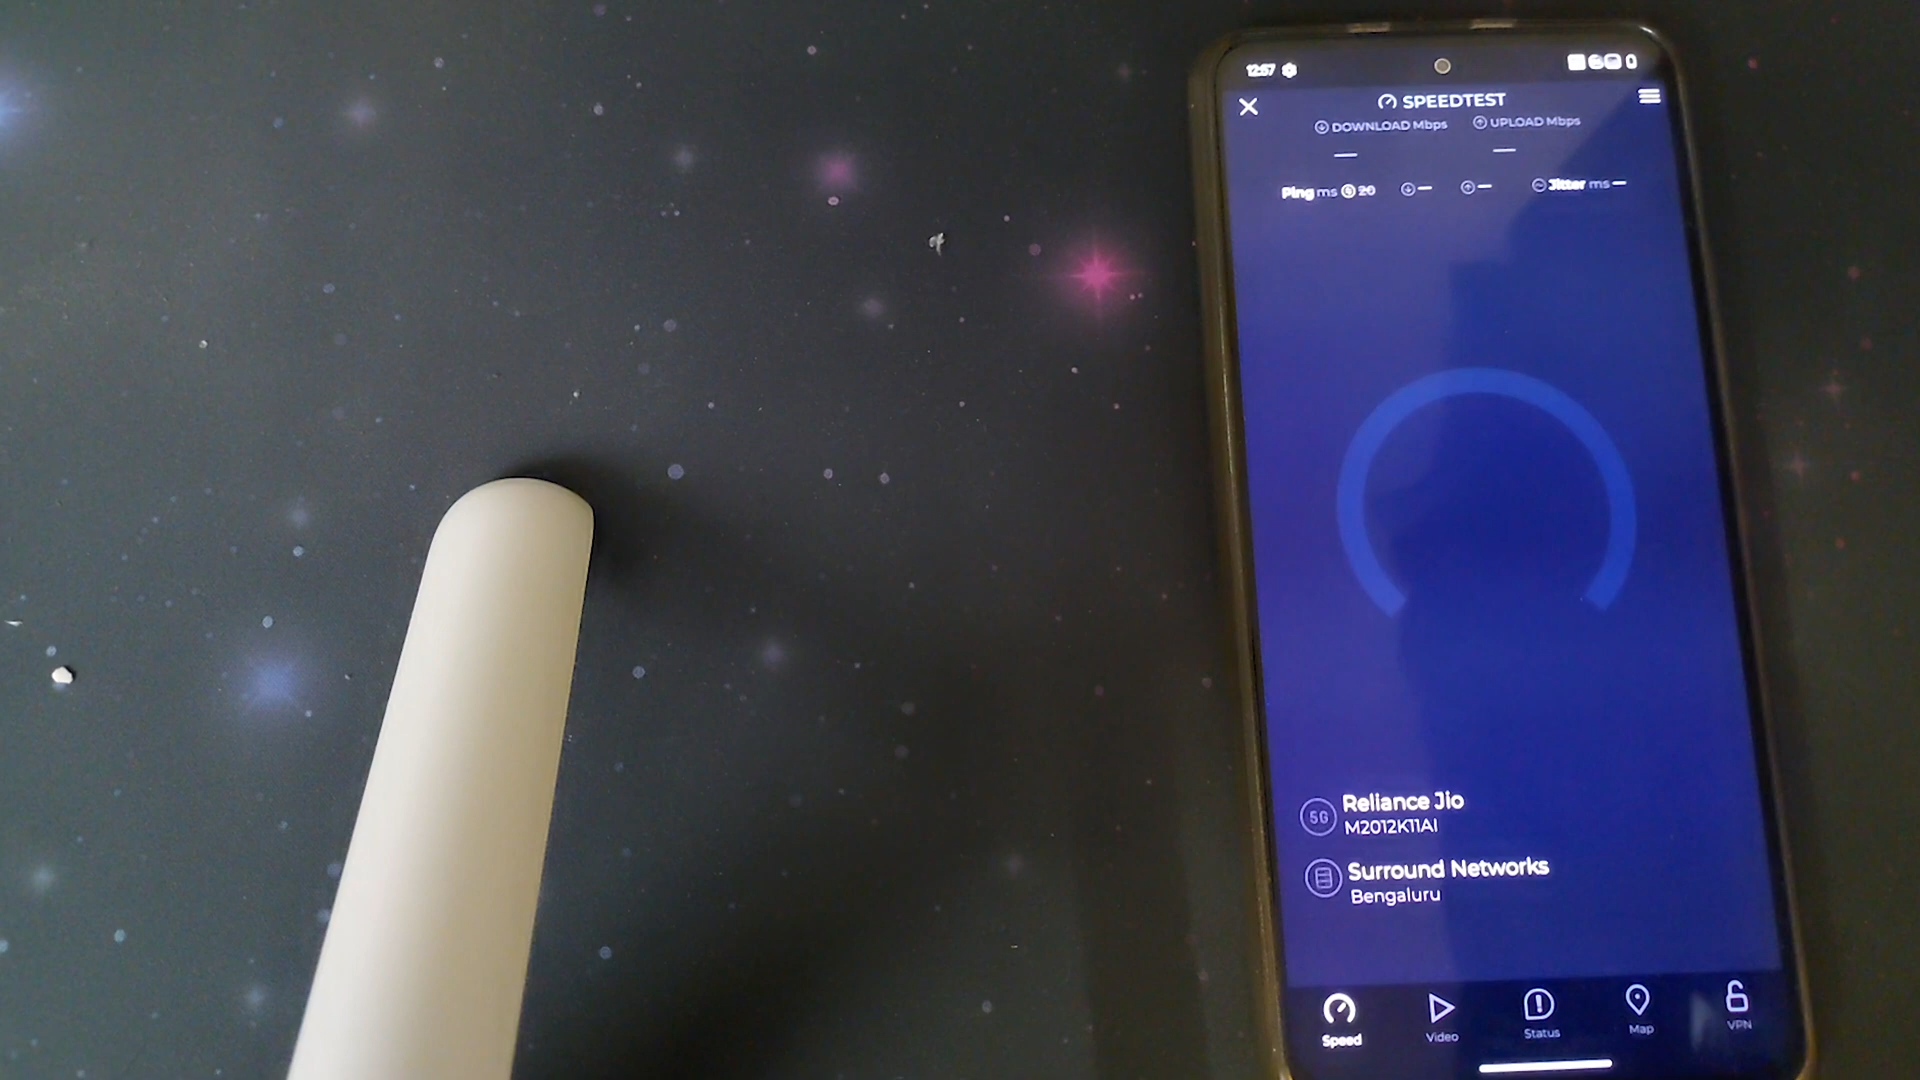 12:57
SPEEDTEST
DOWNLOAD Mbps UPLOAD Mbps
— —
Ping ms 20 — — Jitter ms —
5G Reliance Jio
M2012K11AI
Surround Networks
Bengaluru
Speed Video Status Map VPN